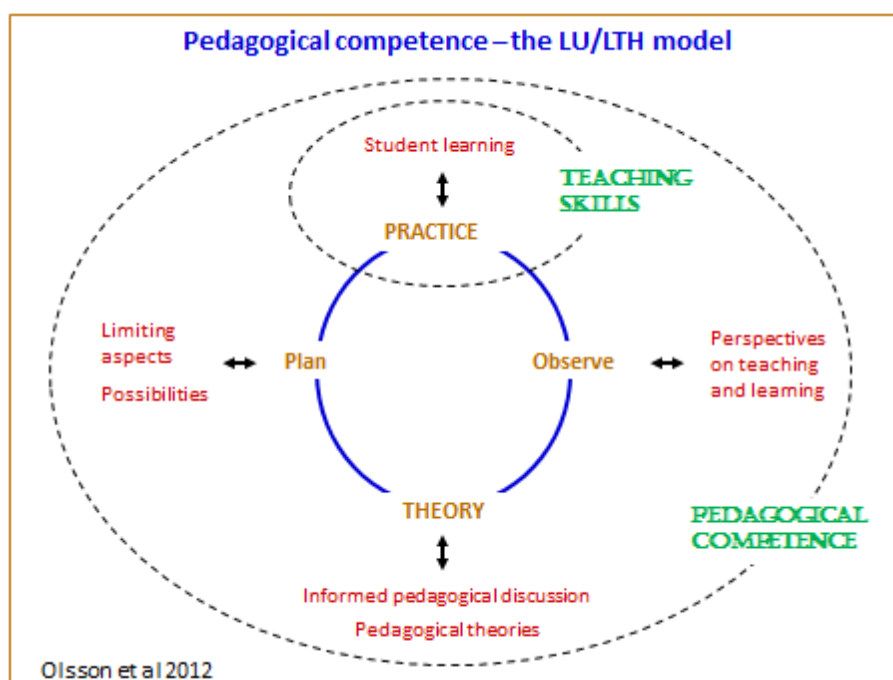 Pedagogical competence – the LU/LTH model
Student learning
TEACHING
SKILLS
PRACTICE
Limiting
aspects
Possibilities
Plan
Observe
Perspectives
on teaching
and learning
THEORY
PEDAGOGICAL
COMPETENCE
Informed pedagogical discussion
Pedagogical theories
Olsson et al 2012